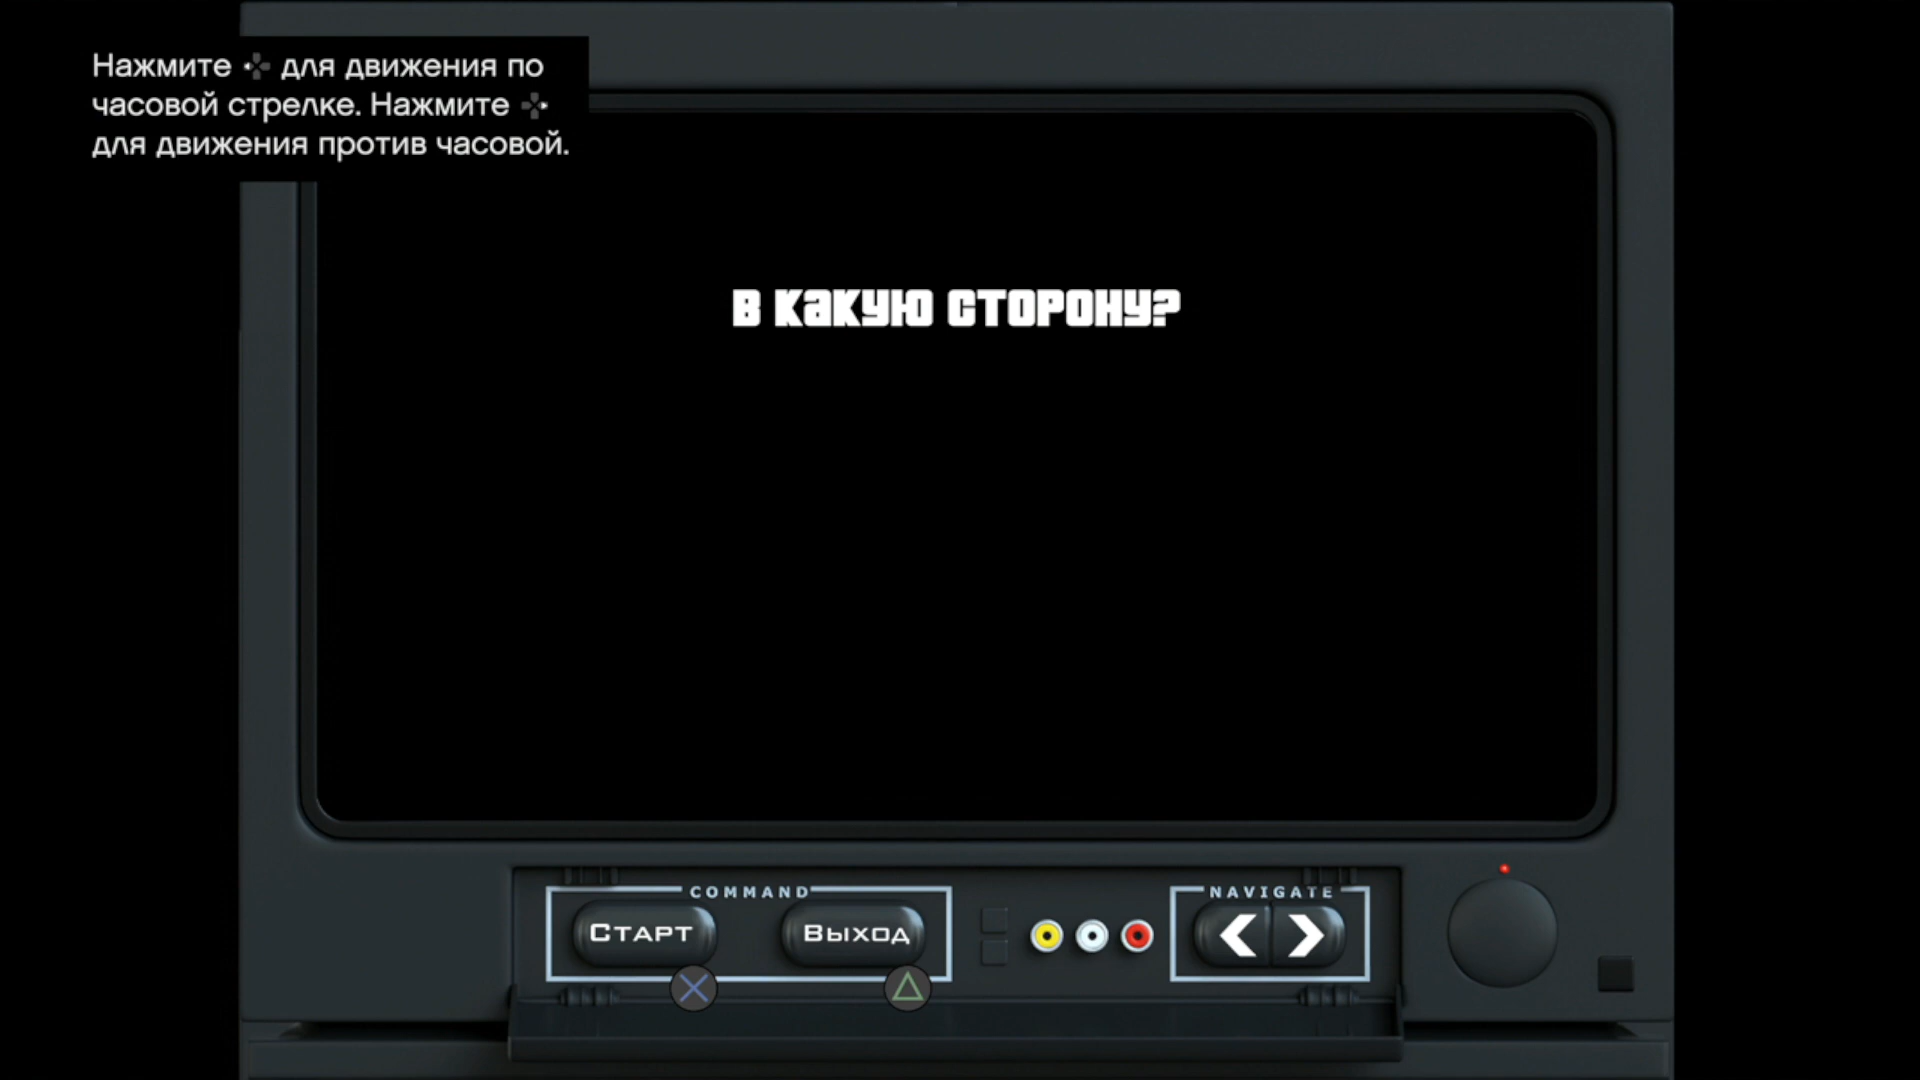 Нажмите для движения по
часовой стрелке. Нажмите
для движения против часовой.
В КАКУЮ СТОРОНУ?
COMMAND
Старт
Выход
NAVIGATE